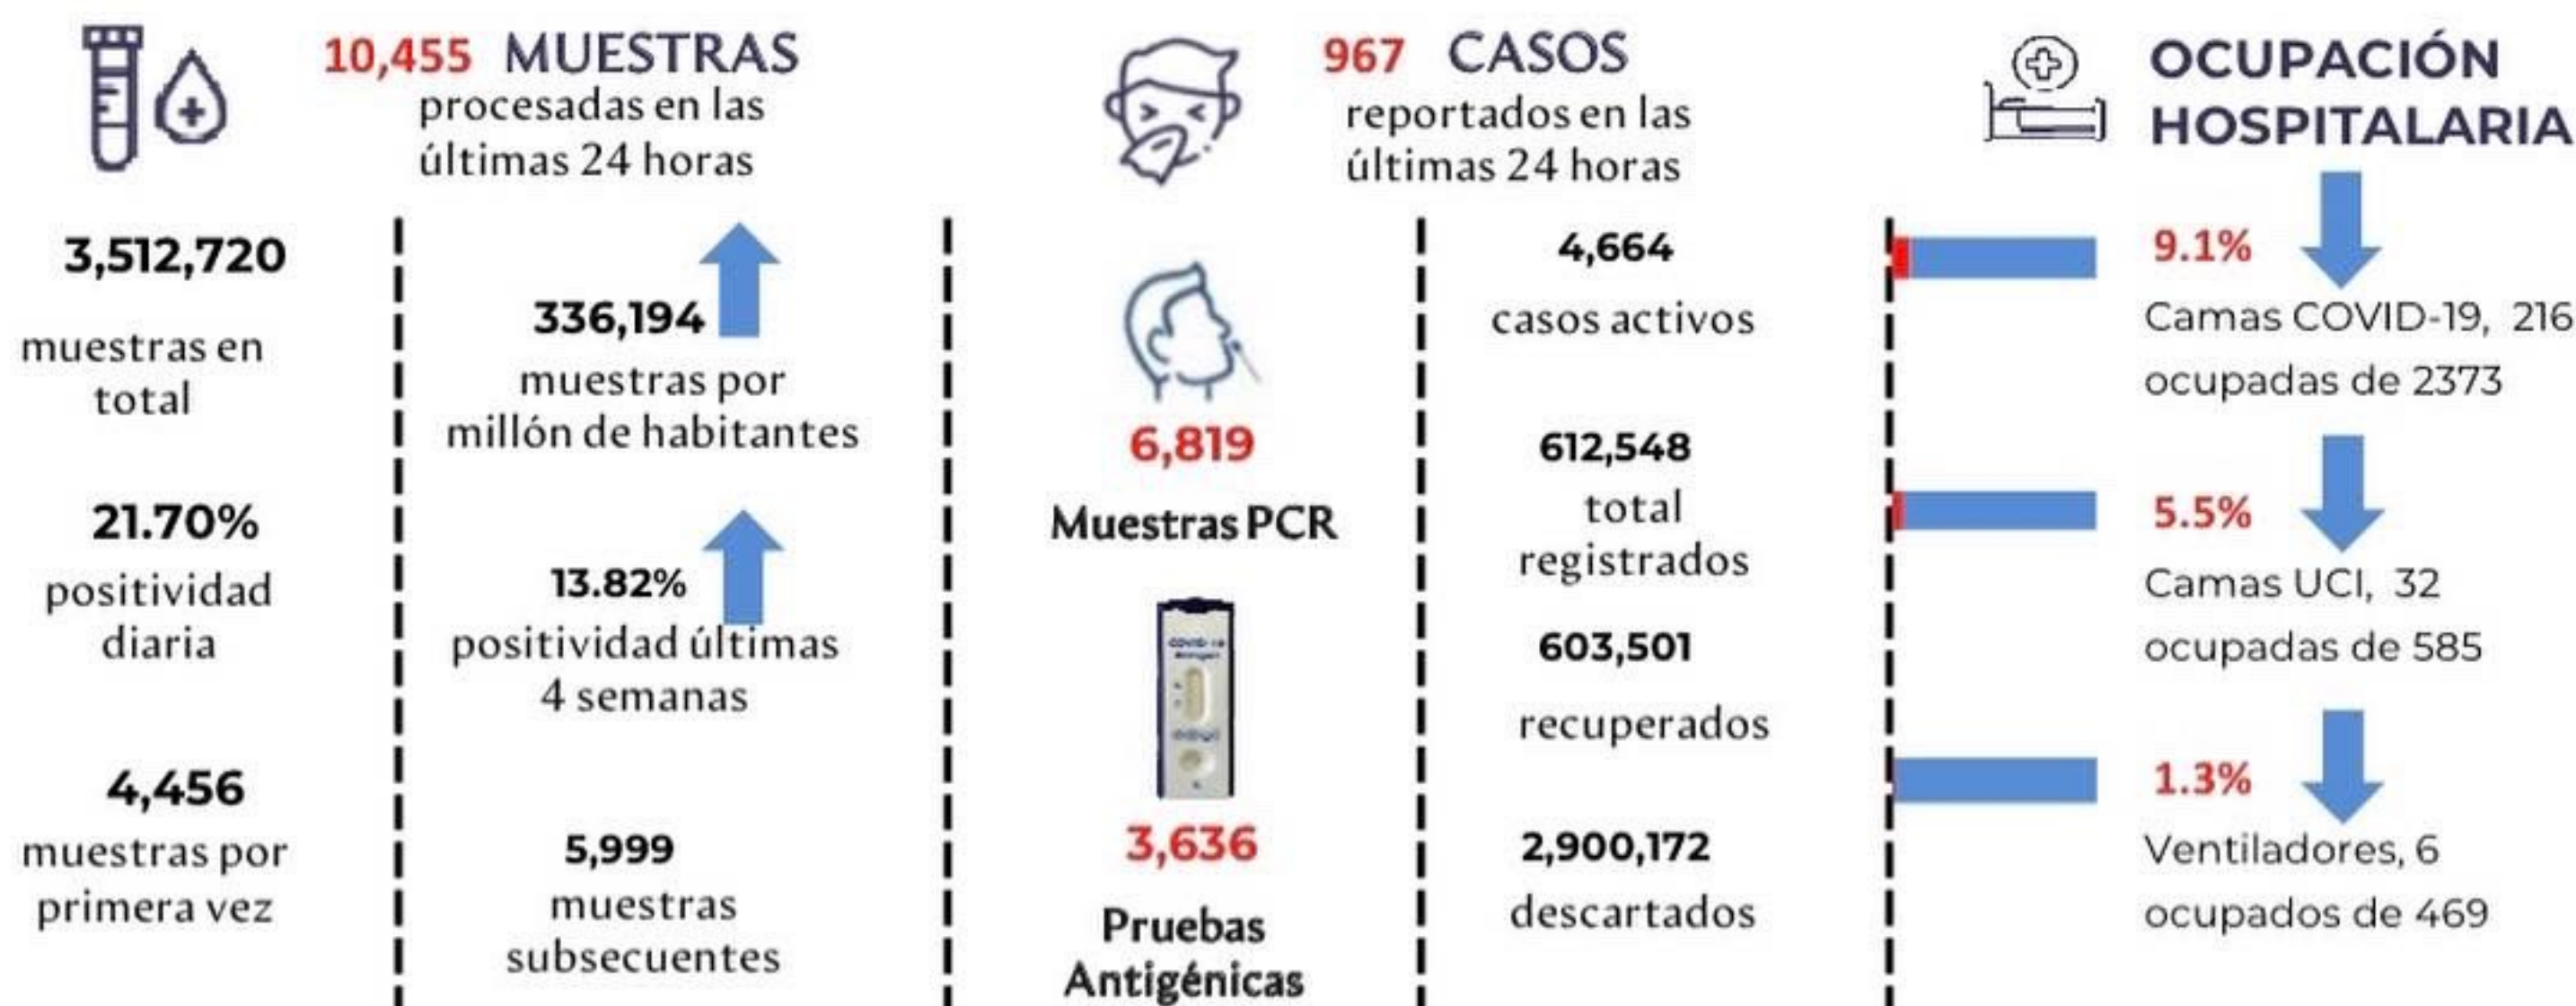 10,455 MUESTRAS
procesadas en las
últimas 24 horas
3,512,720
muestras en
total
21.70%
positividad
diaria
4,456
muestras por
primera vez
336,194
muestras por
millón de habitantes
13.82%
positividad últimas
4 semanas
5,999
muestras
subsecuentes
967 CASOS
reportados en las
últimas 24 horas
6,819
Muestras PCR
COVID-19
3,636
Pruebas
Antigénicas
4,664
casos activos
612,548
total
registrados
603,501
recuperados
2,900,172
descartados
OCUPACIÓN
HOSPITALARIA
9.1%
Camas COVID-19, 216
ocupadas de 2373
5.5%
Camas UCI, 32
ocupadas de 585
1.3%
Ventiladores, 6
ocupados de 469